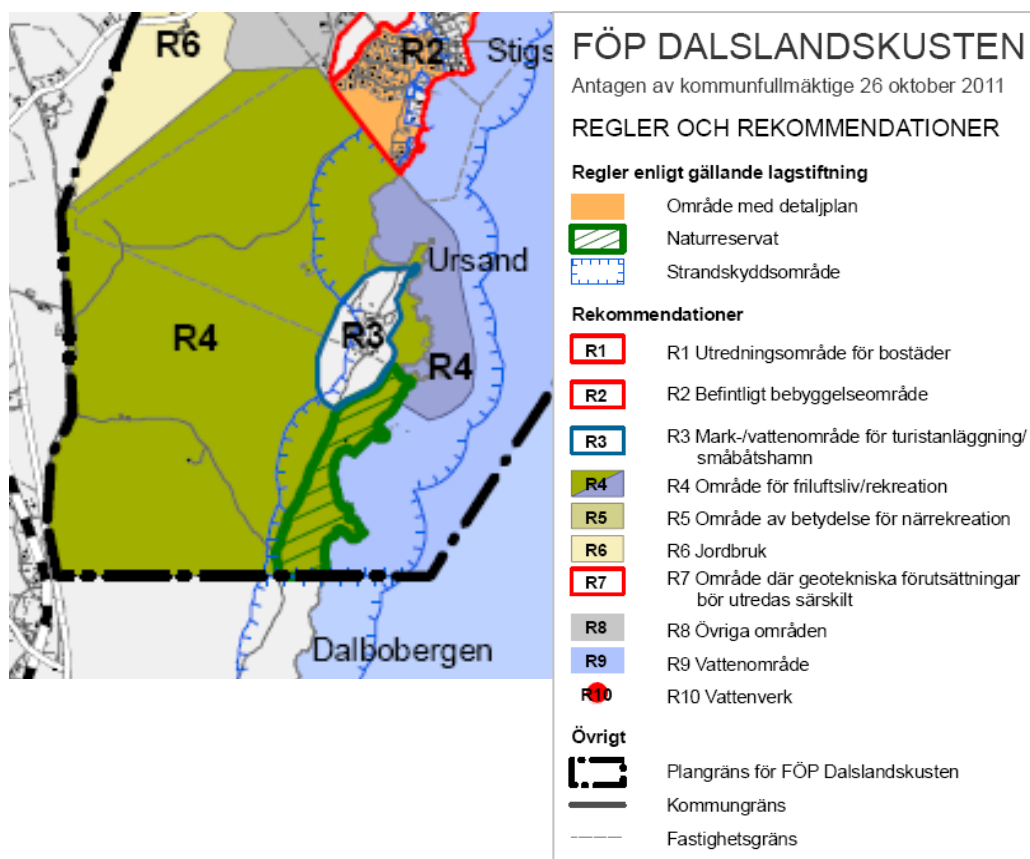 R6
R2
Stigs
Ursand
R3
R4
R4
Dalbobergen
FÖP DALSLANDSKUSTEN
Antagen av kommunfullmäktige 26 oktober 2011
REGLER OCH REKOMMENDATIONER
Regler enligt gällande lagstiftning
Område med detaljplan
Naturreservat
Strandskyddsområde
Rekommendationer
R1 R1 Utredningsområde för bostäder
R2 R2 Befintligt bebyggelseområde
R3 R3 Mark-/vattenområde för turistanläggning/
småbåtshamn
R4 R4 Område för friluftsliv/rekreation
R5 R5 Område av betydelse för närrekreation
R6 R6 Jordbruk
R7 R7 Område där geotekniska förutsättningar
bör utredas särskilt
R8 R8 Övriga områden
R9 R9 Vattenområde
R10 R10 Vattenverk
Övrigt
Plangräns för FÖP Dalslandskusten
Kommungräns
Fastighetsgräns